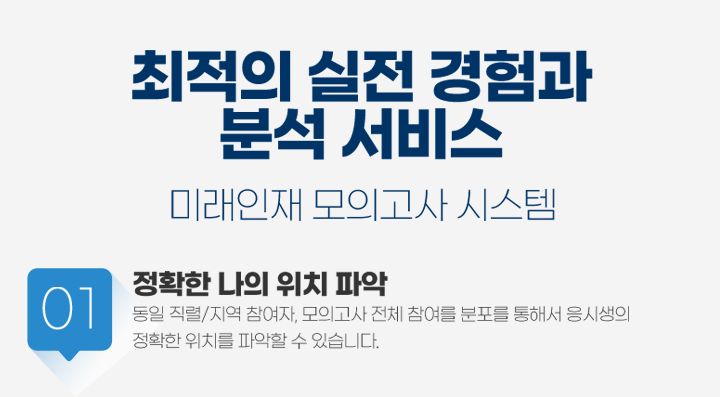 최적의 실전 경험과
분석 서비스
미래인재 모의고사 시스템
01
정확한 나의 위치 파악
동일 직렬/지역 참여자, 모의고사 전체 참여를 분포를 통해서 응시생의
정확한 위치를 파악할 수 있습니다.